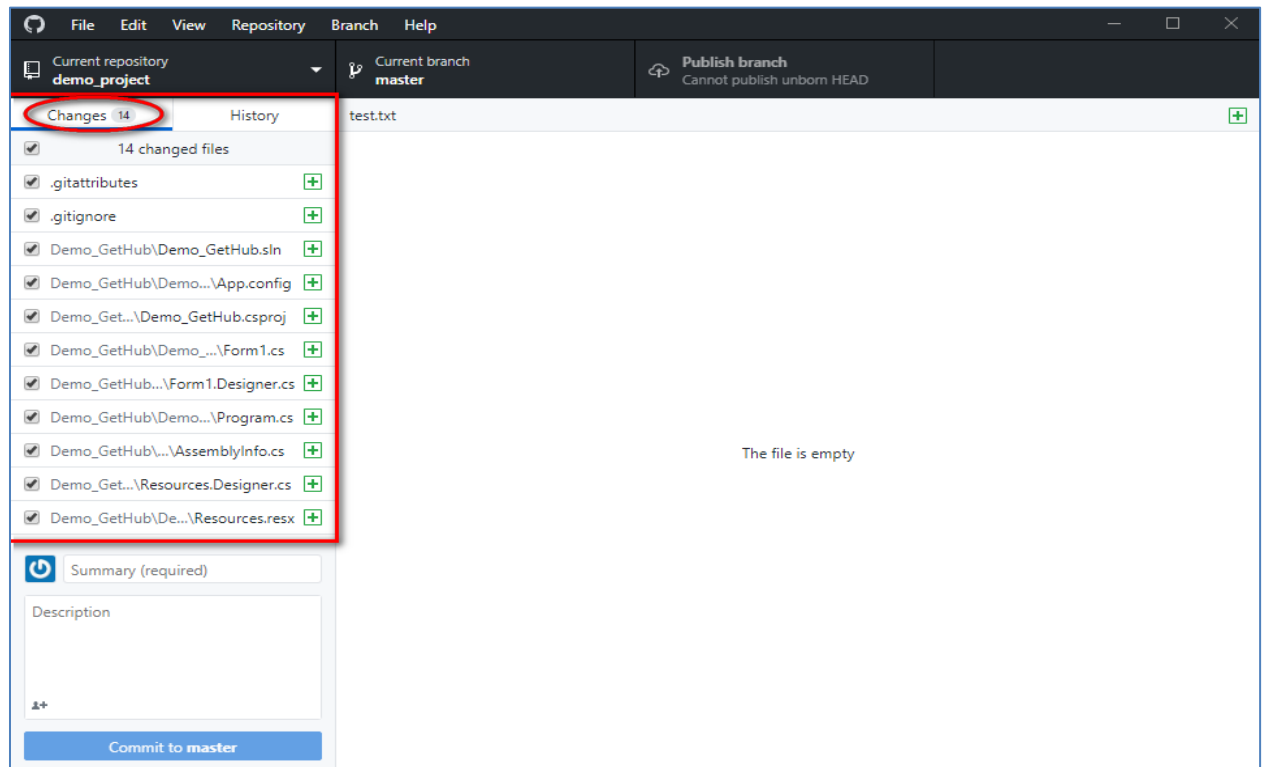 File Edit View Repository Branch Help
Current repository
demo_project
Current branch
master
Publish branch
Cannot publish unborn HEAD
Changes 14 History
test.txt
14 changed files
.gitattributes
.gitignore
Demo_GetHub\Demo_GetHub.sln
Demo_GetHub\Demo...\App.config
Demo_Get...\Demo_GetHub.csproj
Demo_GetHub\Demo_...\Form1.cs
Demo_GetHub...\Form1.Designer.cs
Demo_GetHub\Demo...\Program.cs
Demo_GetHub\...\AssemblyInfo.cs
Demo_Get...\Resources.Designer.cs
Demo_GetHub\De...\Resources.resx
The file is empty
Summary (required)
Description
Commit to master